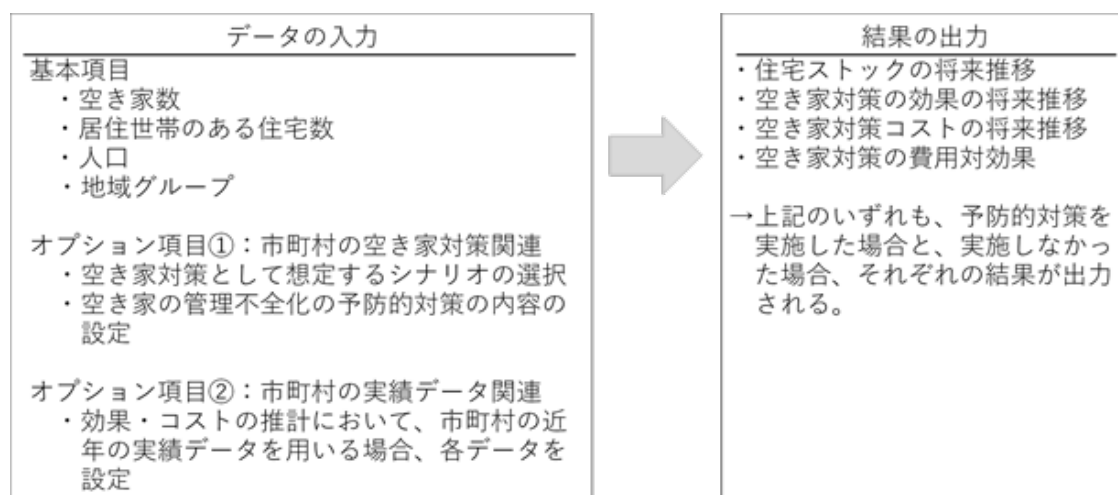 データの入力
基本項目
・空き家数
・居住世帯のある住宅数
・人口
・地域グループ
オプション項目①：市町村の空き家対策関連
・空き家対策として想定するシナリオの選択
・空き家の管理不全化の予防的対策の内容の
設定
オプション項目②：市町村の実績データ関連
・効果・コストの推計において、市町村の近
年の実績データを用いる場合、各データを
設定
結果の出力
・住宅ストックの将来推移
・空き家対策の効果の将来推移
・空き家対策コストの将来推移
・空き家対策の費用対効果
→上記のいずれも、予防的対策を
実施した場合と、実施しなかっ
た場合、それぞれの結果が出力
される。